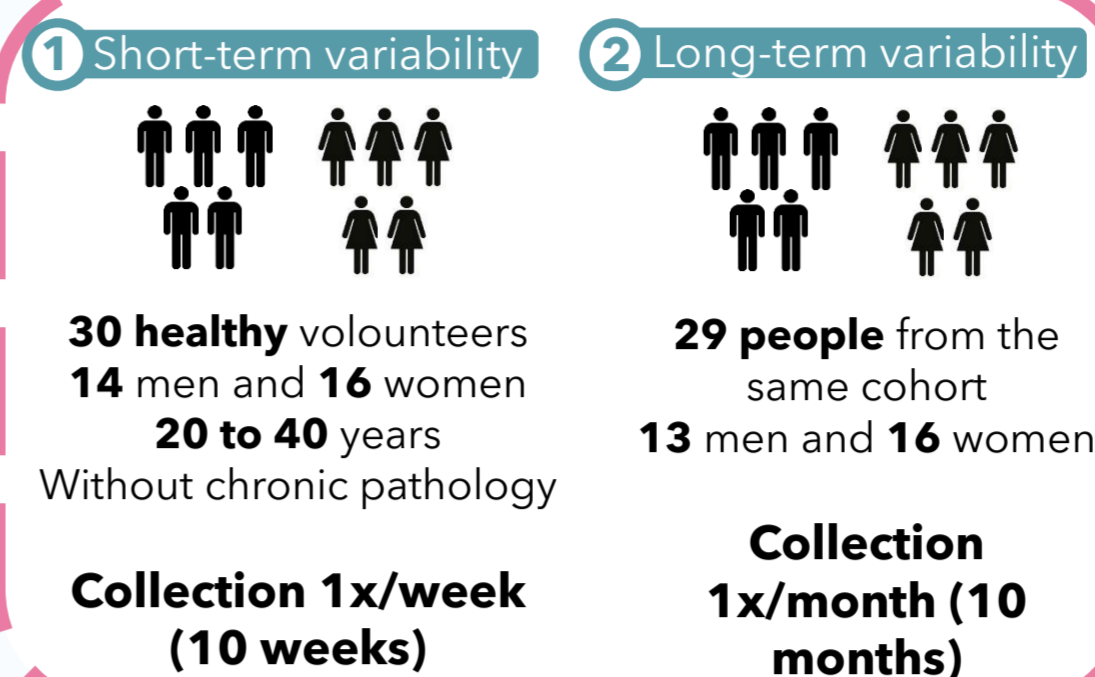 1 Short-term variability
30 healthy volounteers
14 men and 16 women
20 to 40 years
Without chronic pathology
Collection 1x/week
(10 weeks)
2 Long-term variability
29 people from the
same cohort
13 men and 16 women
Collection
1x/month (10
months)